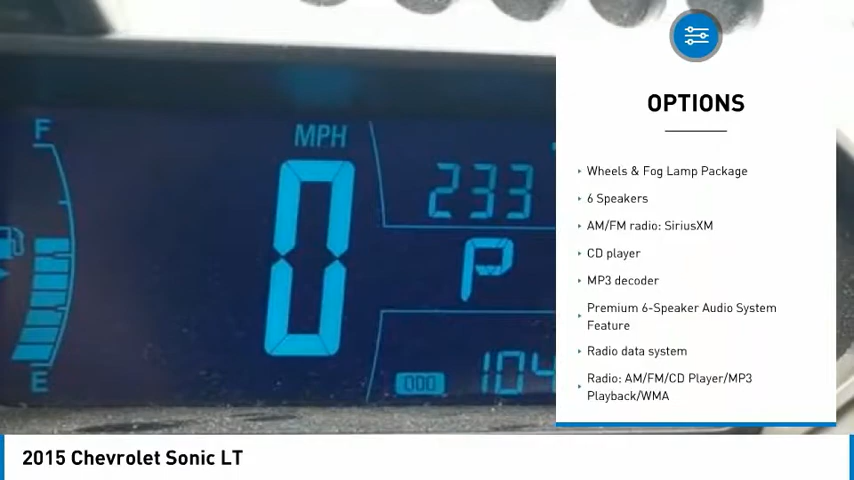 F
MPH
233
0
P
E
000
104
OPTIONS
Wheels & Fog Lamp Package
6 Speakers
AM/FM radio: SiriusXM
CD player
MP3 decoder
Premium 6-Speaker Audio System
Feature
Radio data system
Radio: AM/FM/CD Player/MP3
Playback/WMA
2015 Chevrolet Sonic LT